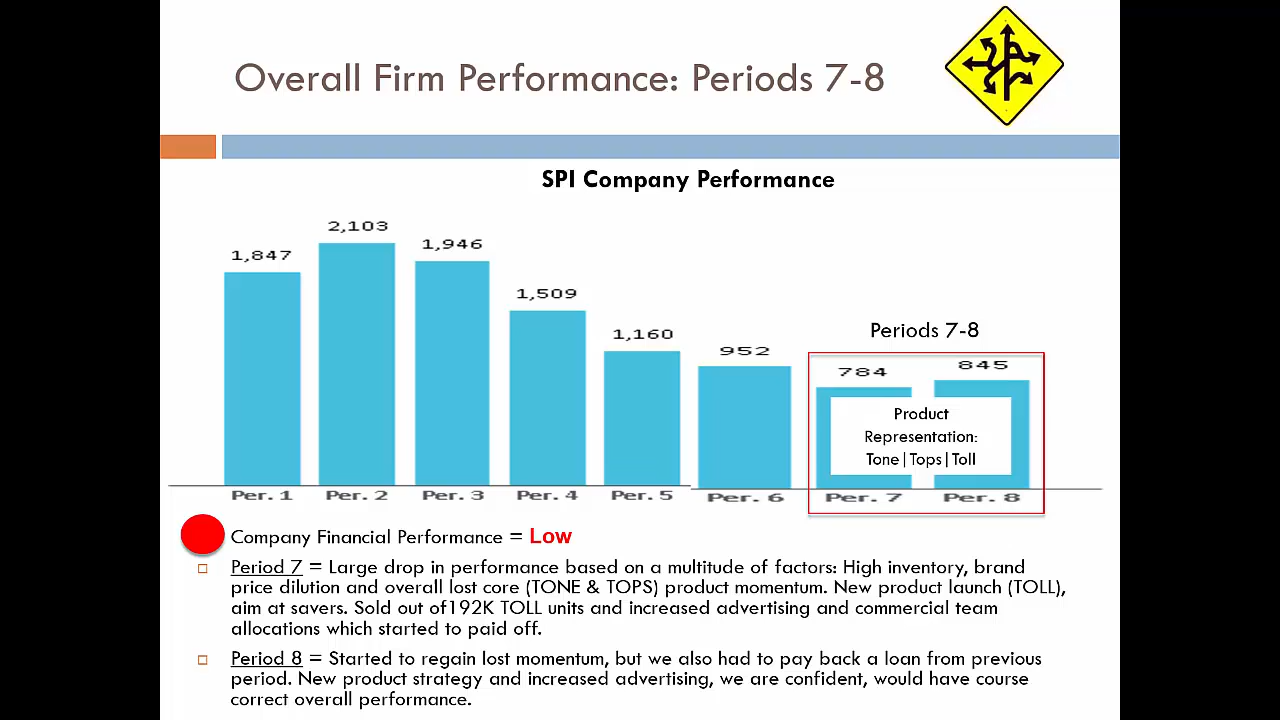 Overall Firm Performance: Periods 7-8
SPI Company Performance
1,847
2,103
1,946
1,509
1,160
952
Periods 7-8
784
845
Product
Representation:
Tone|Tops|Toll
Per. 1
Per. 2
Per. 3
Per. 4
Per. 5
Per. 6
Per. 7
Per. 8
Company Financial Performance = Low
Period 7 = Large drop in performance based on a multitude of factors: High inventory, brand
price dilution and overall lost core (TONE & TOPS) product momentum. New product launch (TOLL),
aim at savers. Sold out of192K TOLL units and increased advertising and commercial team
allocations which started to paid off.
Period 8 = Started to regain lost momentum, but we also had to pay back a loan from previous
period. New product strategy and increased advertising, we are confident, would have course
correct overall performance.